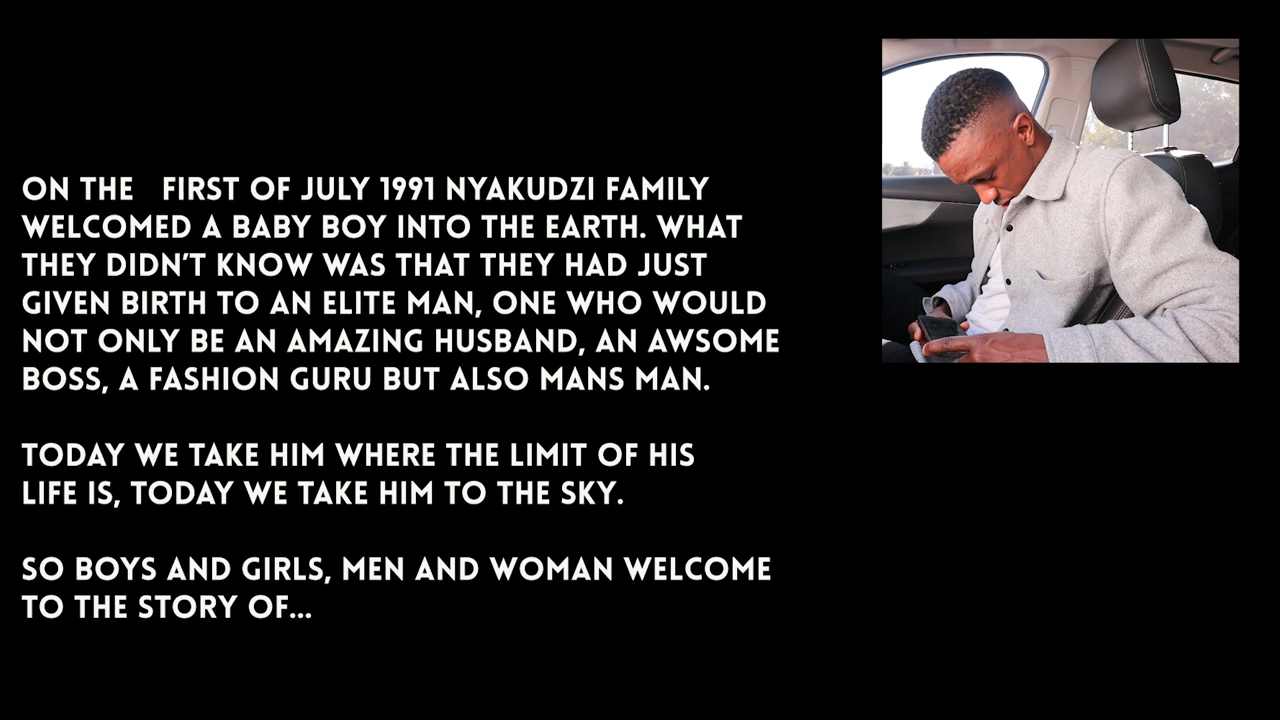 ON THE   FIRST OF JULY 1991 NYAKUDZI FAMILY
WELCOMED A BABY BOY INTO THE EARTH. WHAT
THEY DIDN'T KNOW WAS THAT THEY HAD JUST
GIVEN BIRTH TO AN ELITE MAN, ONE WHO WOULD
NOT ONLY BE AN AMAZING HUSBAND, AN AWSOME
BOSS, A FASHION GURU BUT ALSO MANS MAN.
TODAY WE TAKE HIM WHERE THE LIMIT OF HIS
LIFE IS, TODAY WE TAKE HIM TO THE SKY.
SO BOYS AND GIRLS, MEN AND WOMAN WELCOME
TO THE STORY OF...